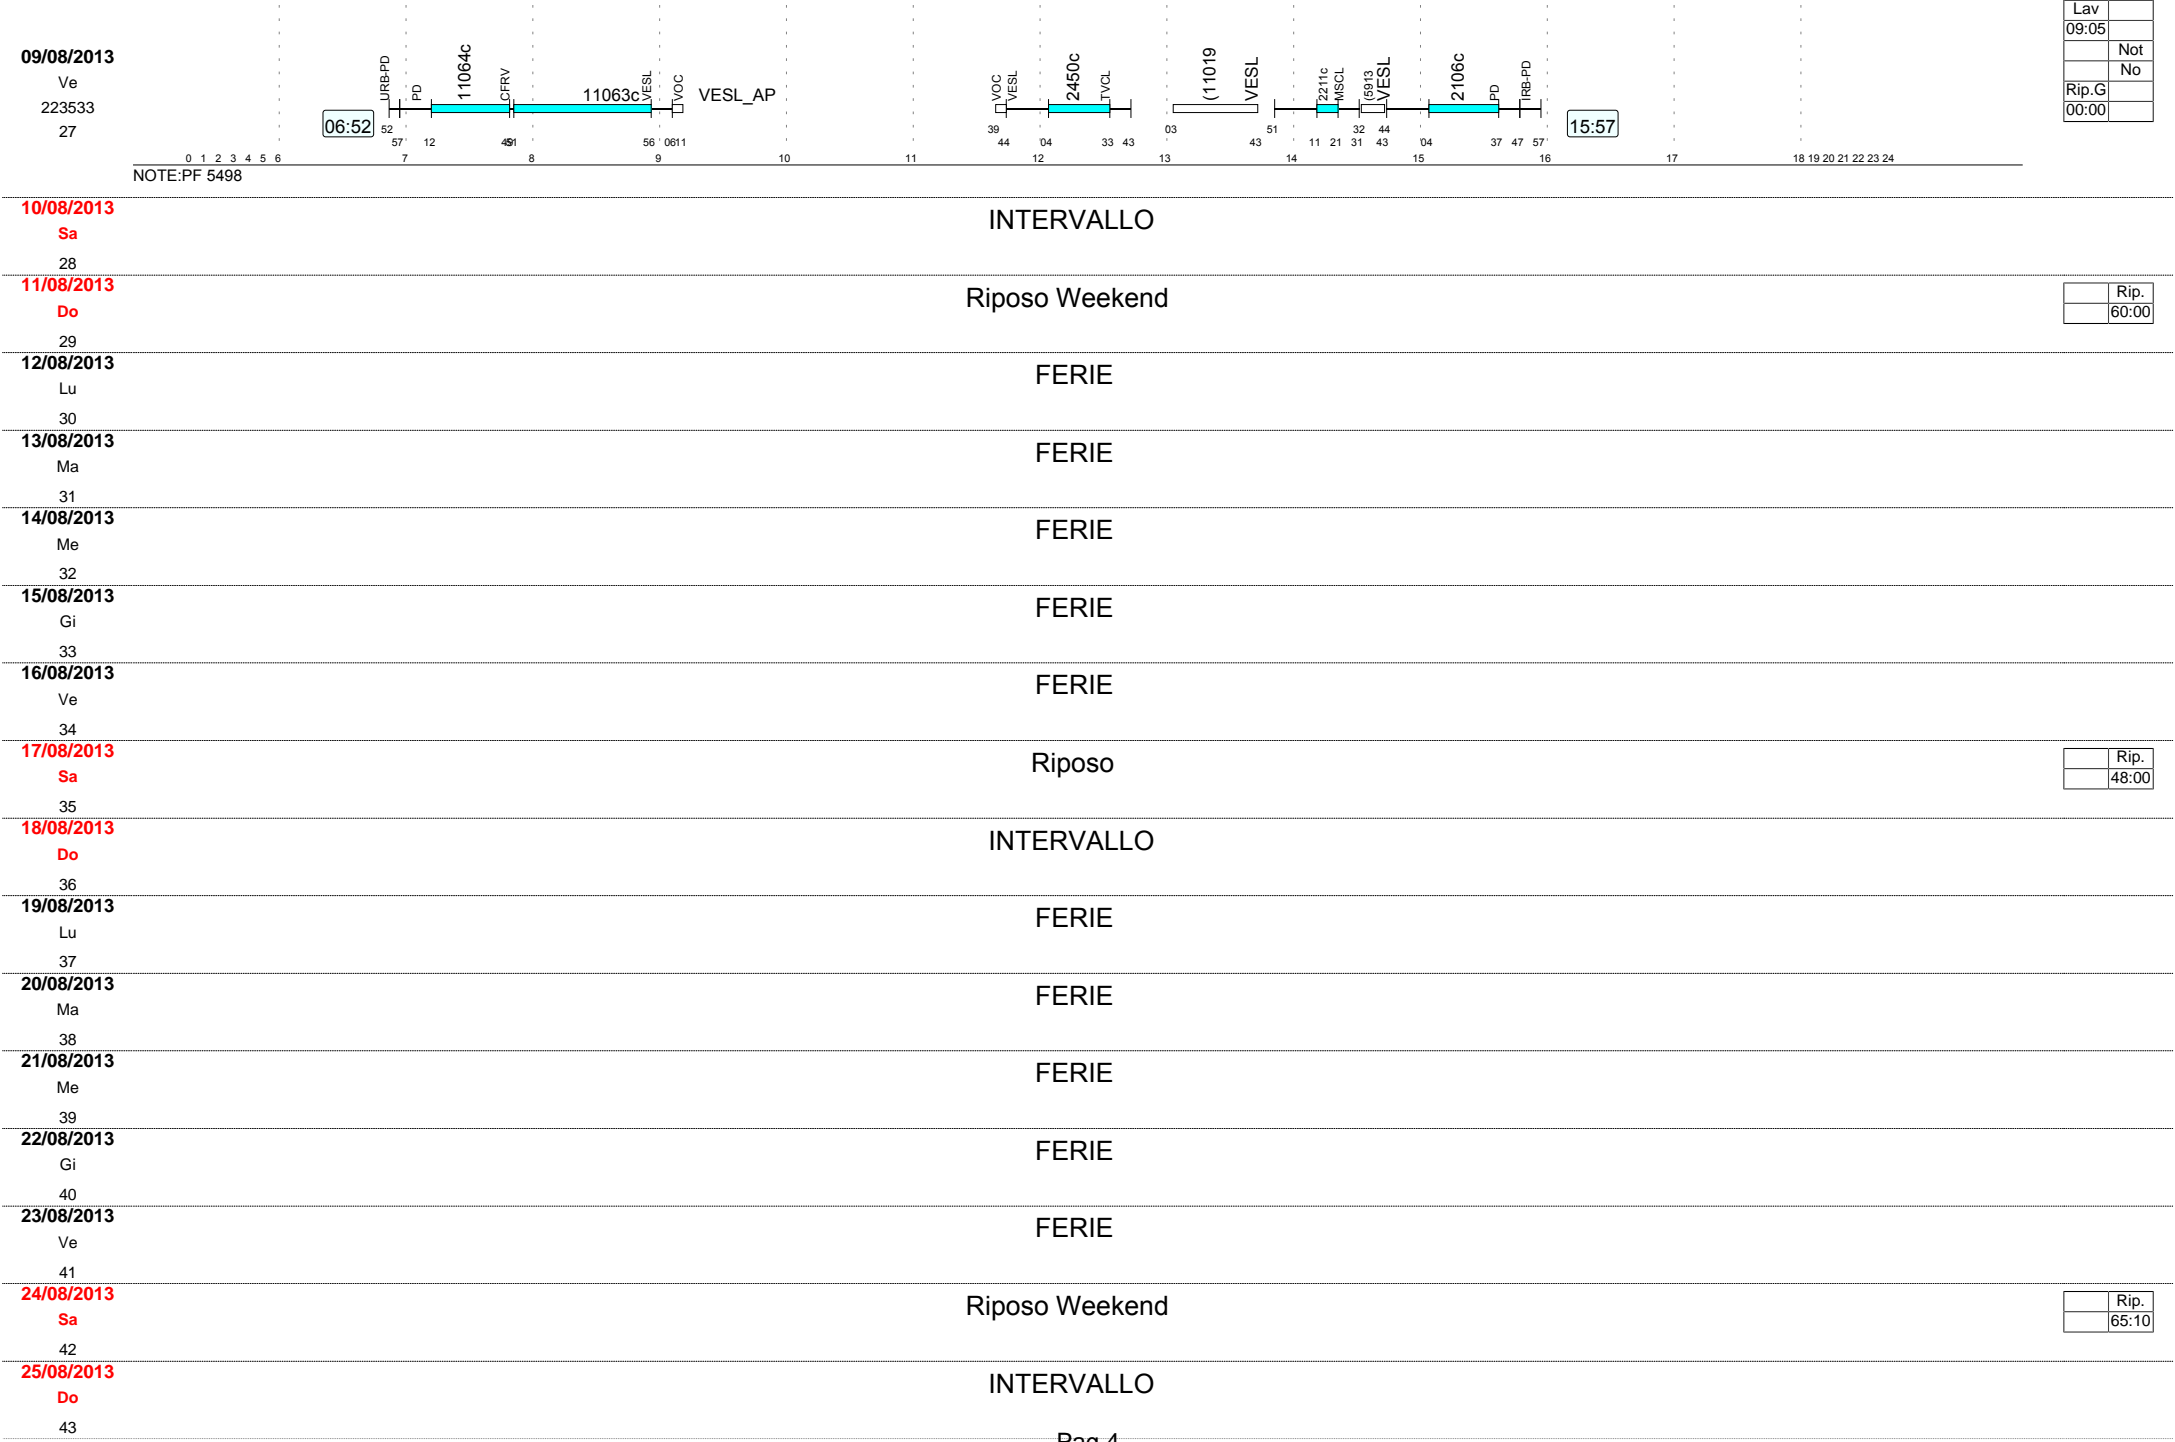 Lav
09:05
Not
No
Rip.G
00:00
09/08/2013
Ve
223533
27
06:52
URB-PD PD 11064c CFRV 11063c VESL VOC VESL_AP VOC VESL 2450c TVCL (11019 VESL 2211c MSCL (5913 VESL 2106c PD IRB-PD
15:57
52 39 03 51 32 44
57 12 56 0611 44 04 33 43 43 11 21 31 43 04 37 47 57
0 1 2 3 4 5 6 7 8 9 10 11 12 13 14 15 16 17 18 19 20 21 22 23 24
NOTE:PF 5498
10/08/2013
Sa
28
INTERVALLO
11/08/2013
Do
29
Riposo Weekend
Rip.
60:00
12/08/2013
Lu
30
FERIE
13/08/2013
Ma
31
FERIE
14/08/2013
Me
32
FERIE
15/08/2013
Gi
33
FERIE
16/08/2013
Ve
34
FERIE
17/08/2013
Sa
35
Riposo
Rip.
48:00
18/08/2013
Do
36
INTERVALLO
19/08/2013
Lu
37
FERIE
20/08/2013
Ma
38
FERIE
21/08/2013
Me
39
FERIE
22/08/2013
Gi
40
FERIE
23/08/2013
Ve
41
FERIE
24/08/2013
Sa
42
Riposo Weekend
Rip.
65:10
25/08/2013
Do
43
INTERVALLO
Pag 4